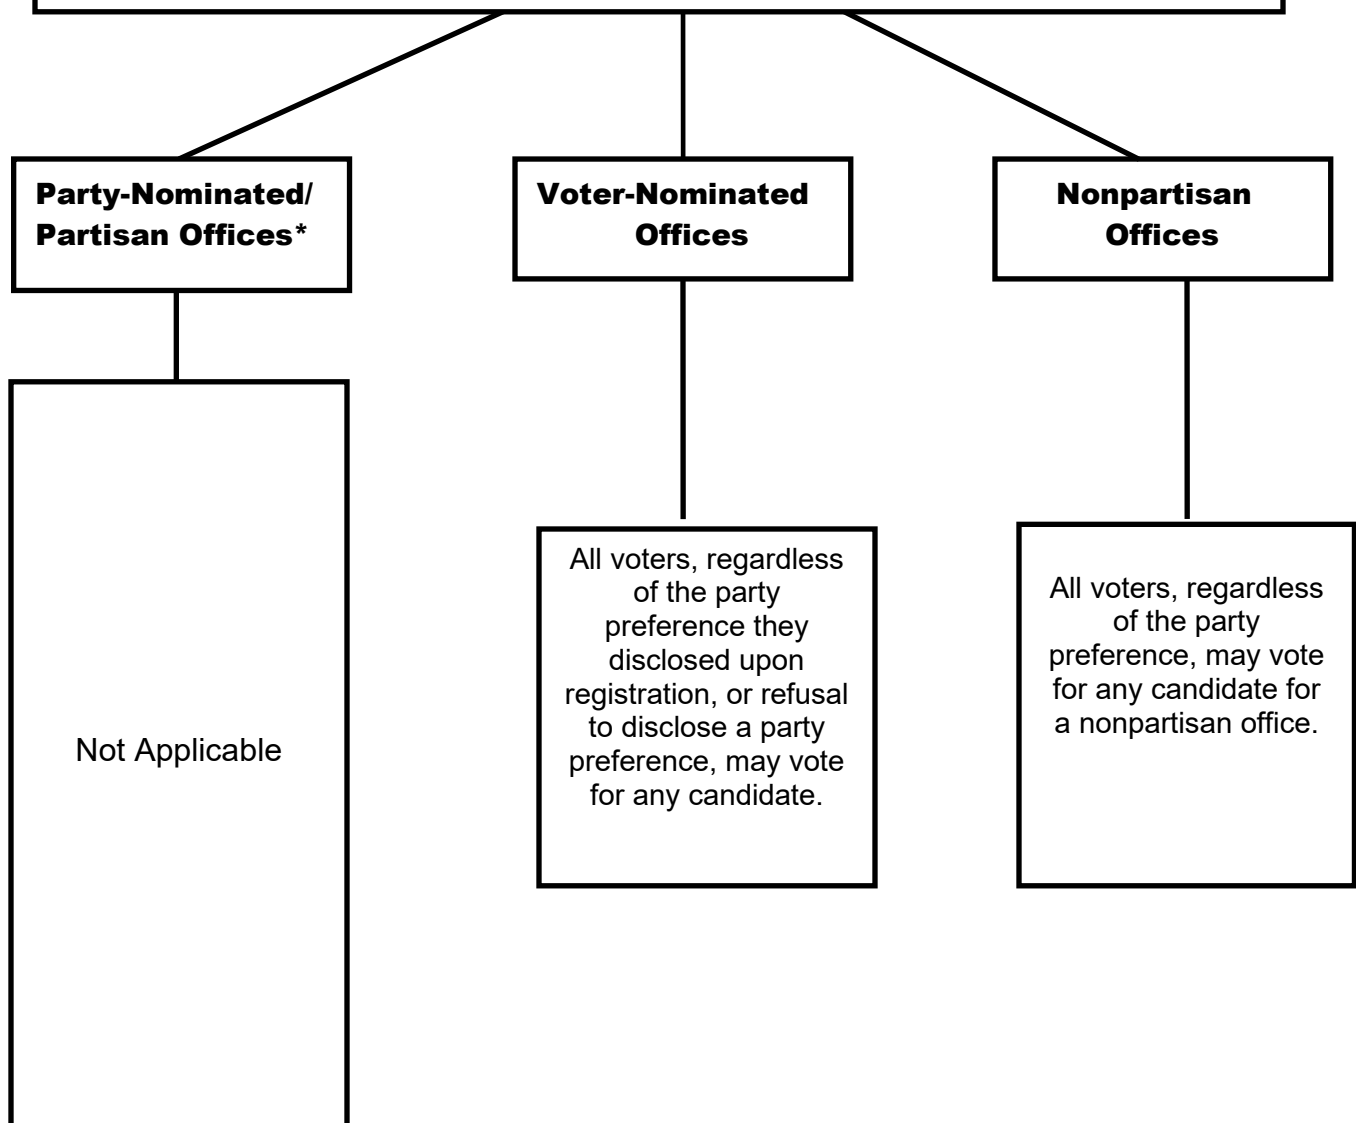 Party-Nominated/
Partisan Offices*
Voter-Nominated
Offices
Nonpartisan
Offices
Not Applicable
All voters, regardless
of the party
preference they
disclosed upon
registration, or refusal
to disclose a party
preference, may vote
for any candidate.
All voters, regardless
of the party
preference, may vote
for any candidate for
a nonpartisan office.